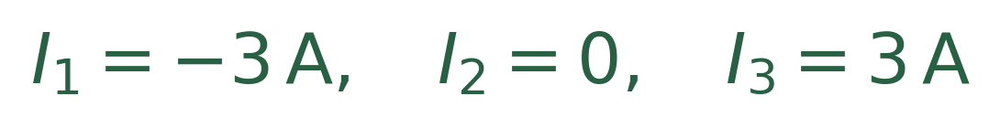 I₁ = −3 A, I₂ = 0, I₃ = 3 A